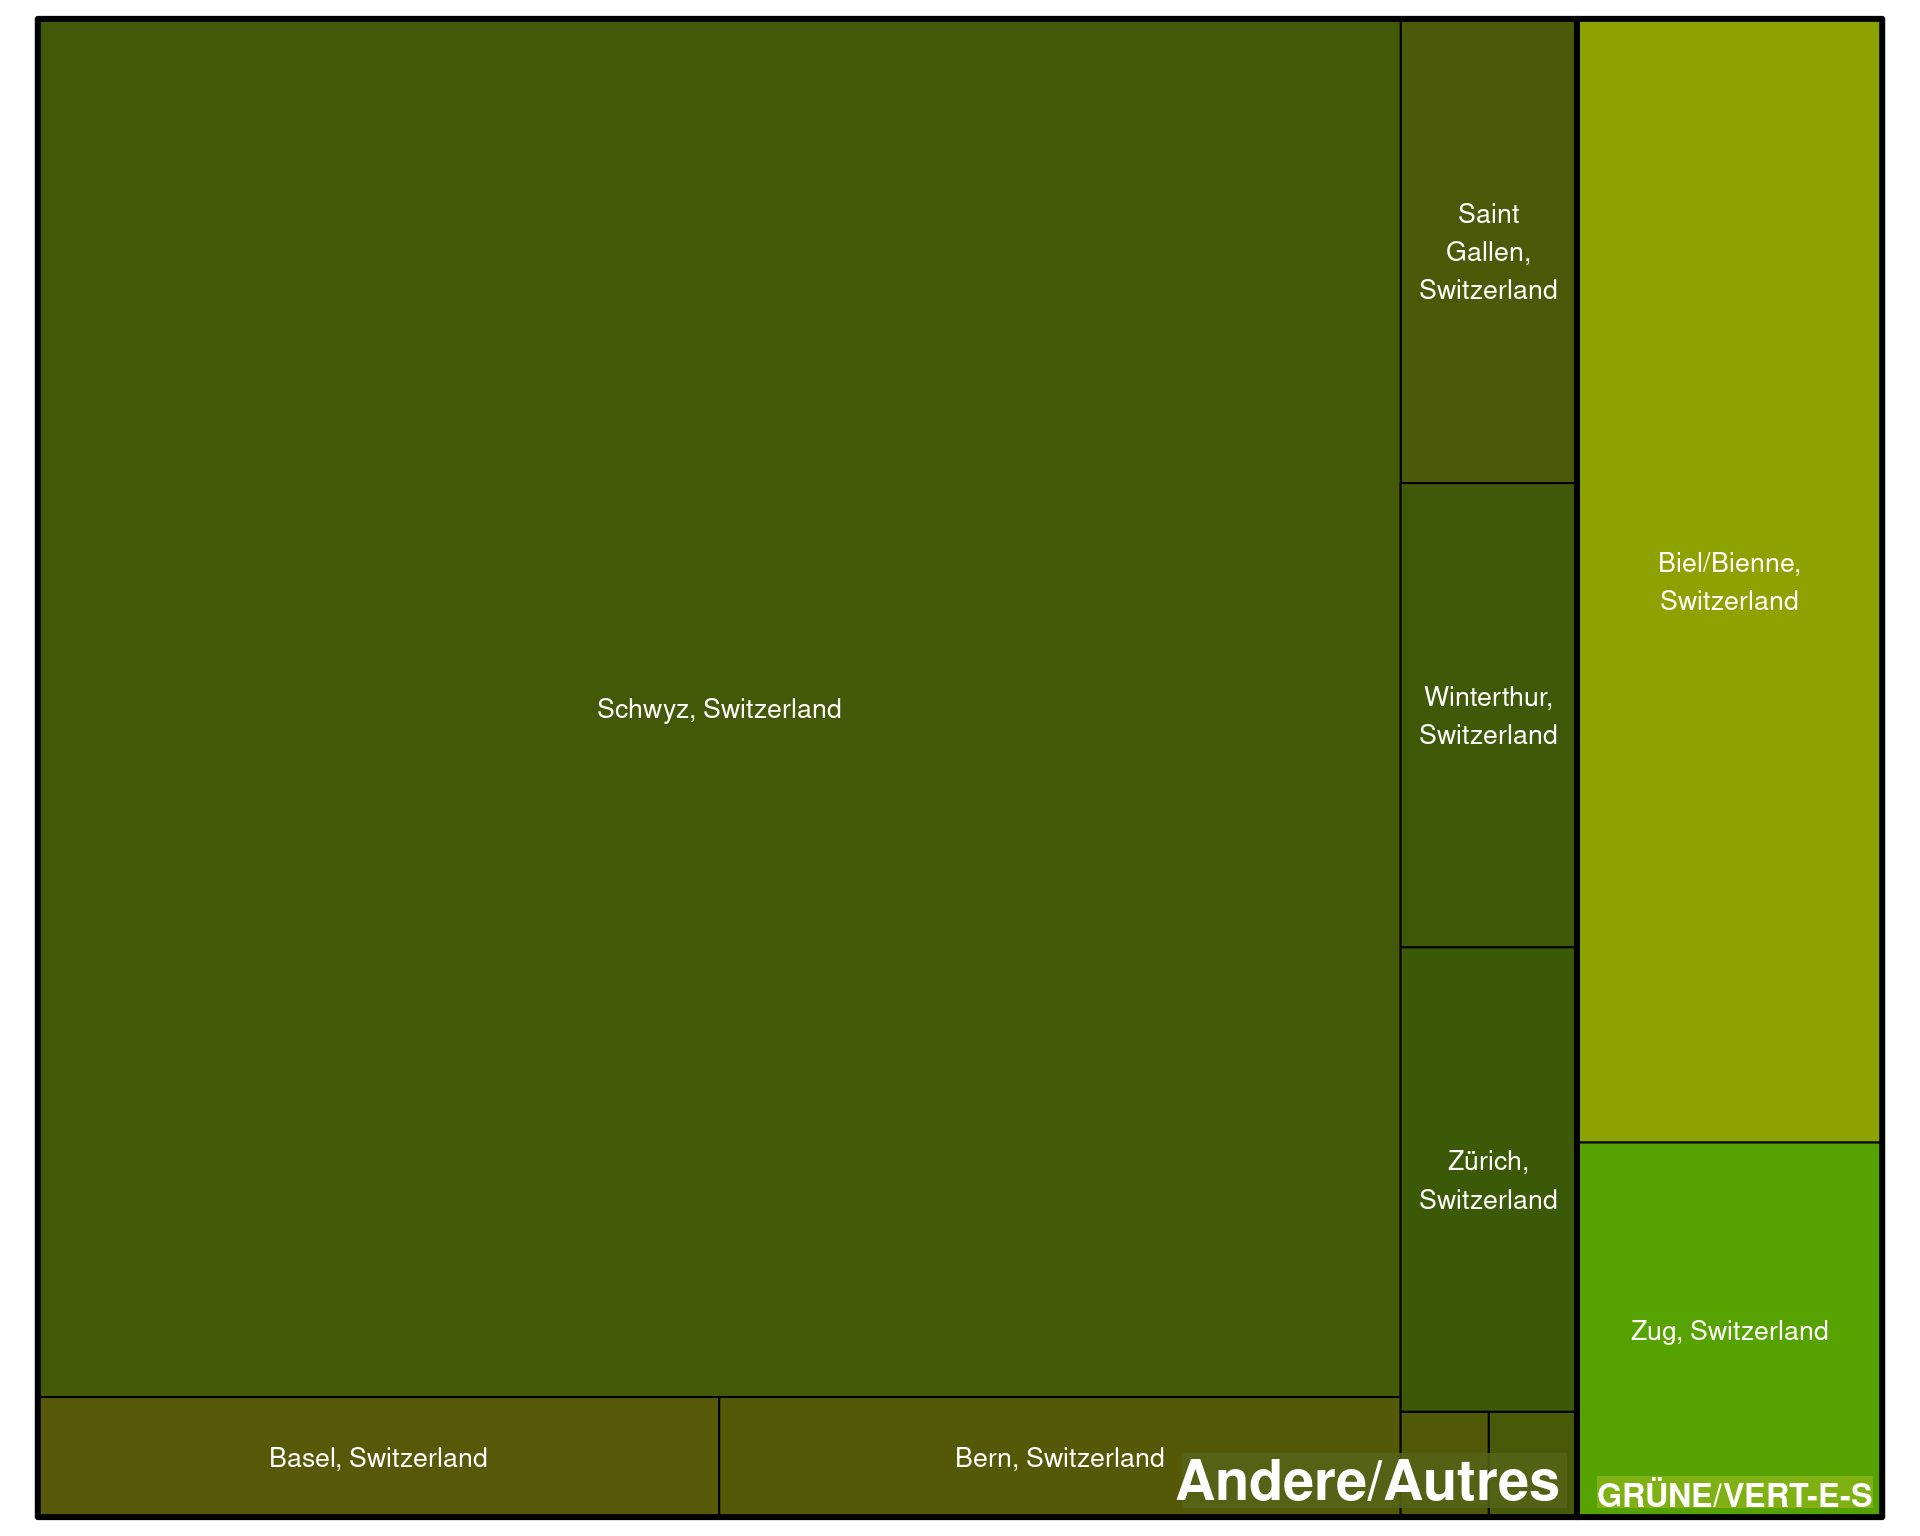 Saint
Gallen,
Switzerland
Biel/Bienne,
Switzerland
Schwyz, Switzerland
Winterthur,
Switzerland
Zürich,
Switzerland
Zug, Switzerland
Basel, Switzerland
Bern, Switzerland
Andere/Autres
GRÜNE/VERT-E-S